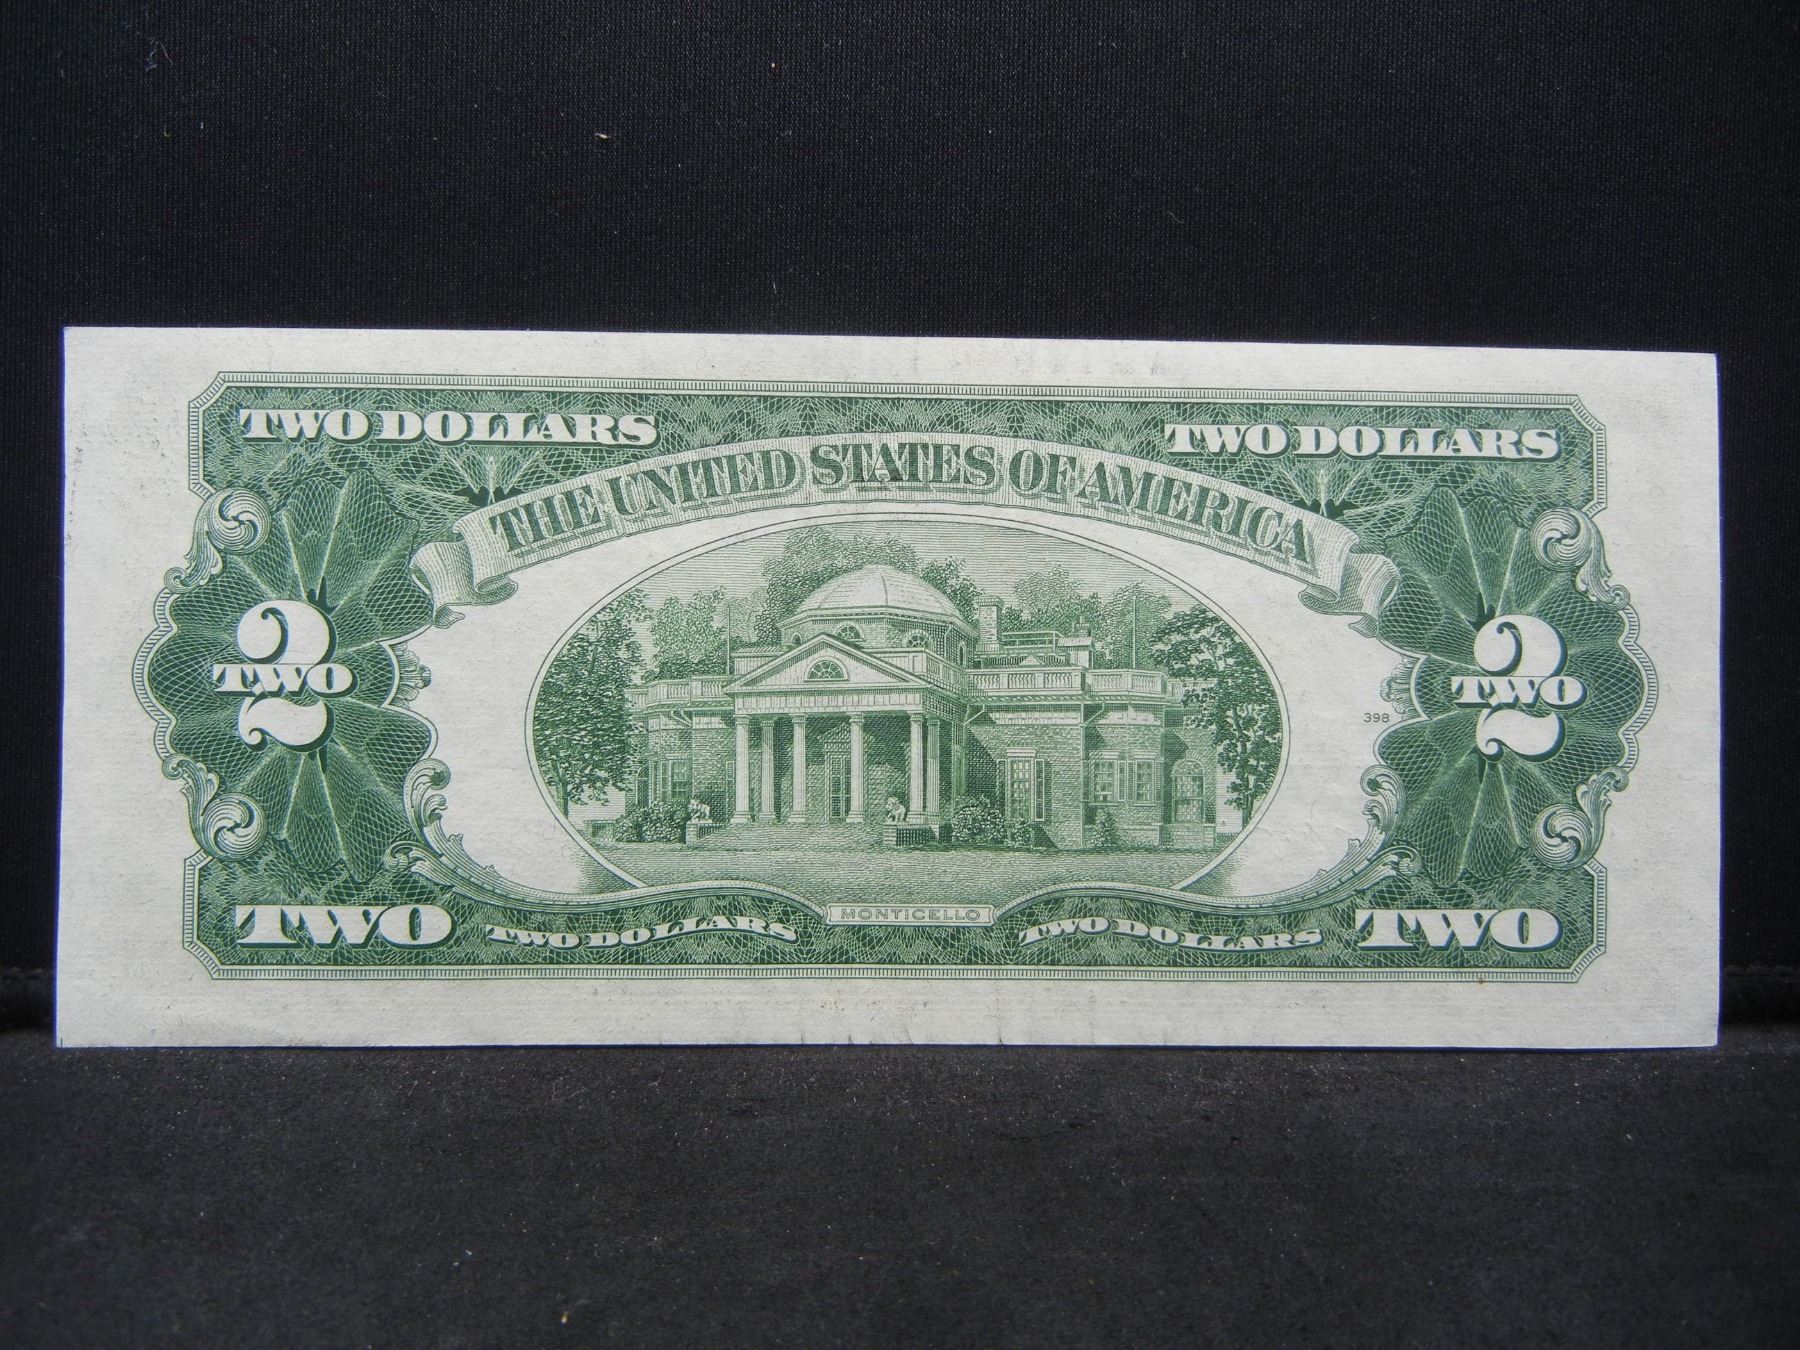 TWO DOLLARS
TWO DOLLARS
THE UNITED STATES OF AMERICA
2
TWO
2
TWO
398
TWO
TWO DOLLARS
MONTICELLO
TWO DOLLARS
TWO